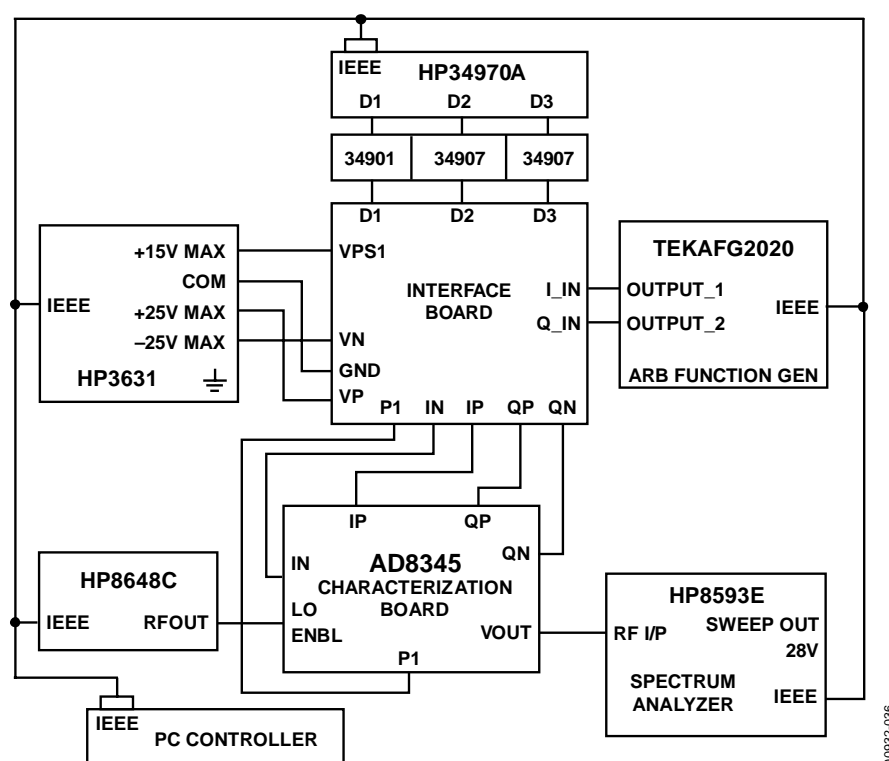 IEEE
HP34970A
D1 D2 D3
34901 34907 34907
D1 D2 D3
+15V MAX
COM
IEEE
+25V MAX
–25V MAX
HP3631
VPS1
INTERFACE
BOARD
I_IN
Q_IN
VN
GND
VP
P1 IN IP QP QN
TEKAFG2020
OUTPUT_1
IEEE
OUTPUT_2
ARB FUNCTION GEN
IP QP
IN
AD8345
QN
CHARACTERIZATION
BOARD
LO
ENBL
VOUT
P1
HP8648C
IEEE RFOUT
HP8593E
RF I/P
SWEEP OUT
28V
SPECTRUM
ANALYZER
IEEE
IEEE
PC CONTROLLER